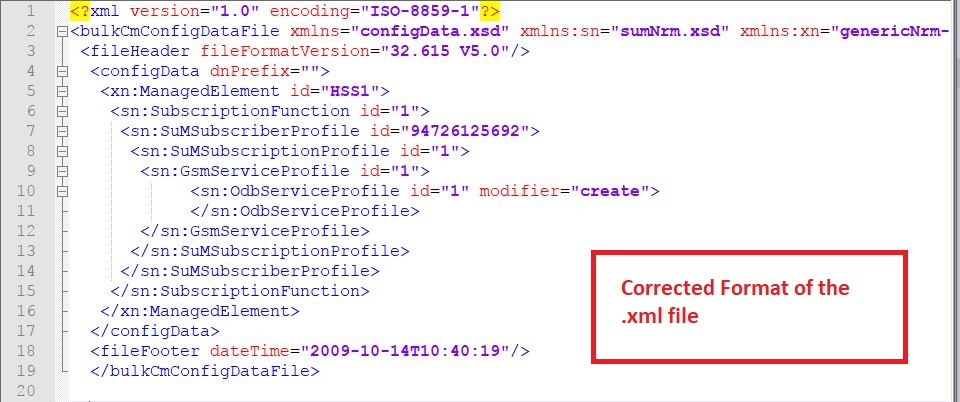 1 <?xml version="1.0" encoding="ISO-8859-1"?>
2 <bulkCmConfigDataFile xmlns="configData.xsd" xmlns:sn="sumNrm.xsd" xmlns:xn="genericNrm-
3 <fileHeader fileFormatVersion="32.615 V5.0"/>
4 <configData dnPrefix="">
5 <xn:ManagedElement id="HSS1">
6 <sn:SubscriptionFunction id="1">
7 <sn:SuMSubscriberProfile id="94726125692">
8 <sn:SuMSubscriptionProfile id="1">
9 <sn:GsmServiceProfile id="1">
10 <sn:OdbServiceProfile id="1" modifier="create">
11 </sn:OdbServiceProfile>
12 </sn:GsmServiceProfile>
13 </sn:SuMSubscriptionProfile>
14 </sn:SuMSubscriberProfile>
15 </sn:SubscriptionFunction>
16 </xn:ManagedElement>
17 </configData>
18 <fileFooter dateTime="2009-10-14T10:40:19"/>
19 </bulkCmConfigDataFile>
20
Corrected Format of the
.xml file